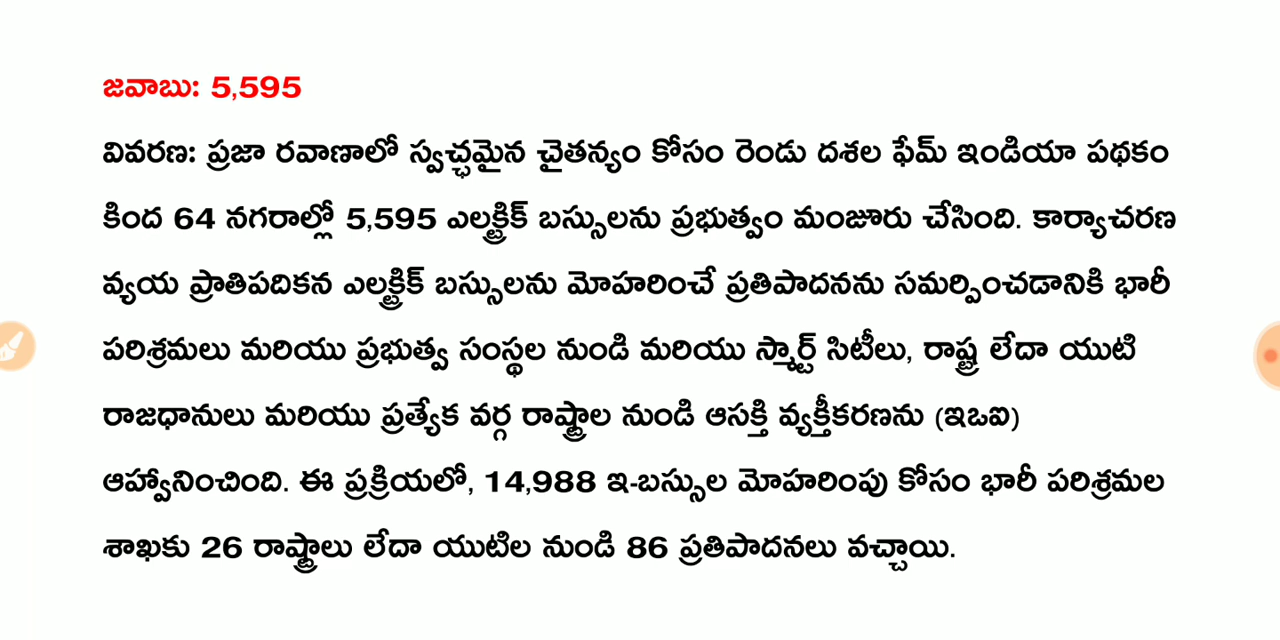 జవాబు: 5,595
వివరణ: ప్రజా రవాణాలో స్వచ్ఛమైన చైతన్యం కోసం రెండు దశల ఫేమ్ ఇండియా పథకం
కింద 64 నగరాల్లో 5,595 ఎలక్ట్రిక్ బస్సులను ప్రభుత్వం మంజూరు చేసింది. కార్యాచరణ
వ్యయ ప్రాతిపదికన ఎలక్ట్రిక్ బస్సులను మోహరించే ప్రతిపాదనను సమర్పించడానికి భారీ
పరిశ్రమలు మరియు ప్రభుత్వ సంస్థల నుండి మరియు స్మార్ట్ సిటీలు, రాష్ట్ర లేదా యుటి
రాజధానులు మరియు ప్రత్యేక వర్గ రాష్ట్రాల నుండి ఆసక్తి వ్యక్తీకరణను (ఇఒఐ)
ఆహ్వానించింది. ఈ ప్రక్రియలో, 14,988 ఇ-బస్సుల మోహరింపు కోసం భారీ పరిశ్రమల
శాఖకు 26 రాష్ట్రాలు లేదా యుటిల నుండి 86 ప్రతిపాదనలు వచ్చాయి.